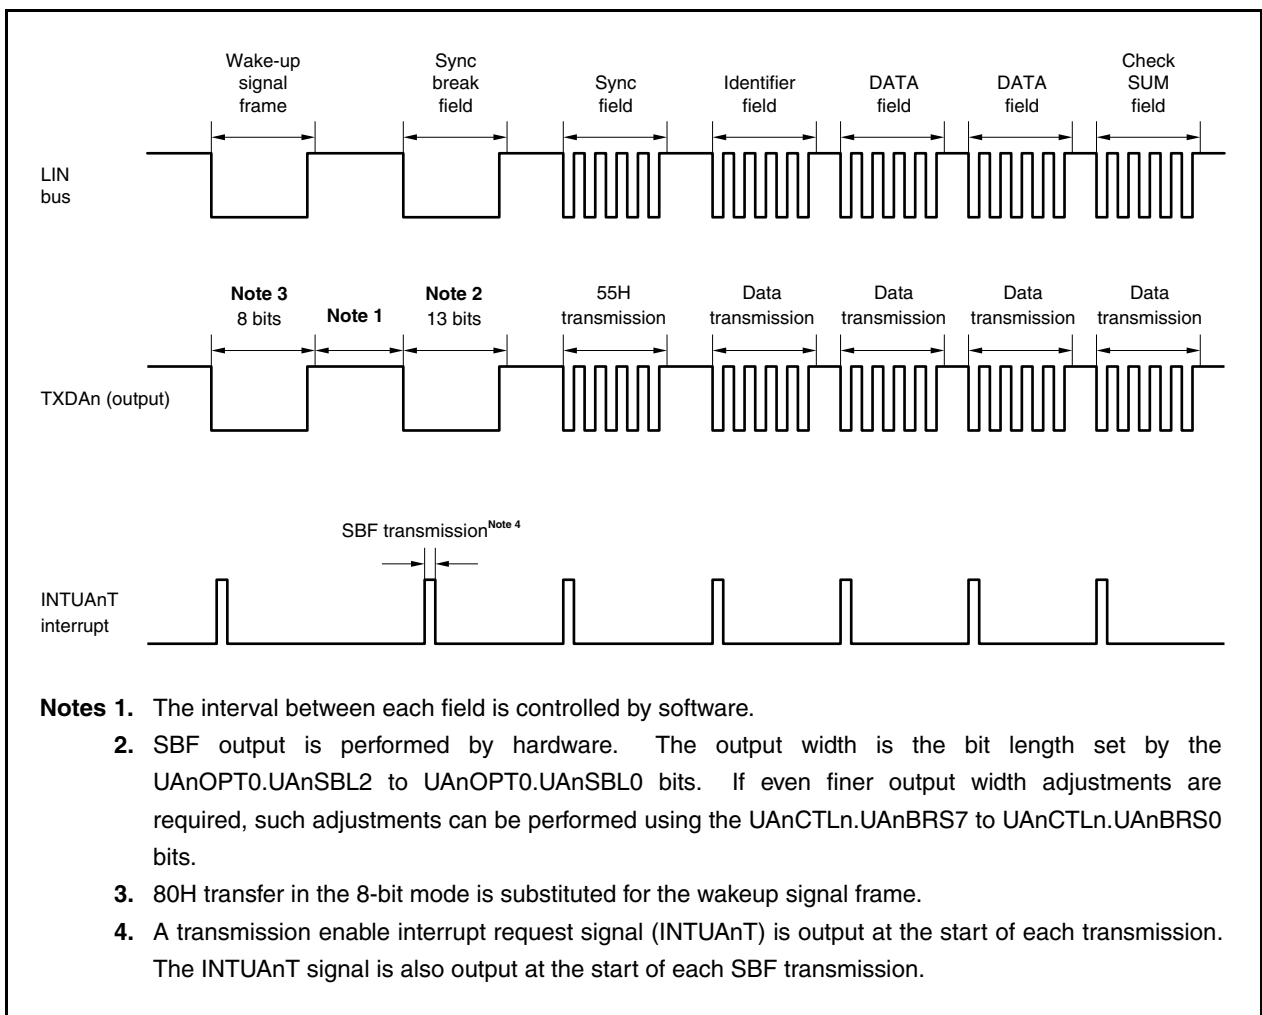 Wake-up signal frame
Sync break field
Sync field
Identifier field
DATA field
DATA field
Check SUM field
LIN bus
Note 3 8 bits
Note 1
Note 2 13 bits
55H transmission
Data transmission
Data transmission
Data transmission
Data transmission
TXDAn (output)
SBF transmission Note 4
INTUAnT interrupt
Notes 1. The interval between each field is controlled by software.
2. SBF output is performed by hardware. The output width is the bit length set by the
UAnOPT0.UAnSBL2 to UAnOPT0.UAnSBL0 bits. If even finer output width adjustments are
required, such adjustments can be performed using the UAnCTLn.UAnBRS7 to UAnCTLn.UAnBRS0
bits.
3. 80H transfer in the 8-bit mode is substituted for the wakeup signal frame.
4. A transmission enable interrupt request signal (INTUAnT) is output at the start of each transmission.
The INTUAnT signal is also output at the start of each SBF transmission.